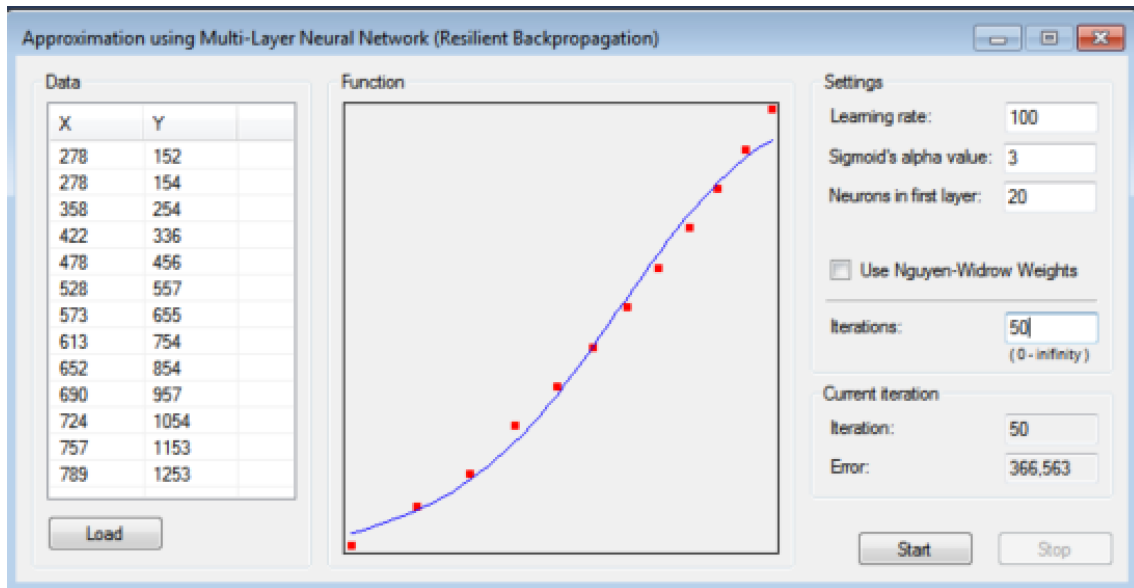 Approximation using Multi-Layer Neural Network (Resilient Backpropagation)
Data
X Y
278 152
278 154
358 254
422 336
478 456
528 557
573 655
613 754
652 854
690 957
724 1054
757 1153
789 1253
Load
Function
Settings
Learning rate: 100
Sigmoid's alpha value: 3
Neurons in first layer: 20
Use Nguyen-Widrow Weights
Iterations: 50
( 0 - inifinity )
Current iteration
Iteration: 50
Error: 366,563
Start Stop